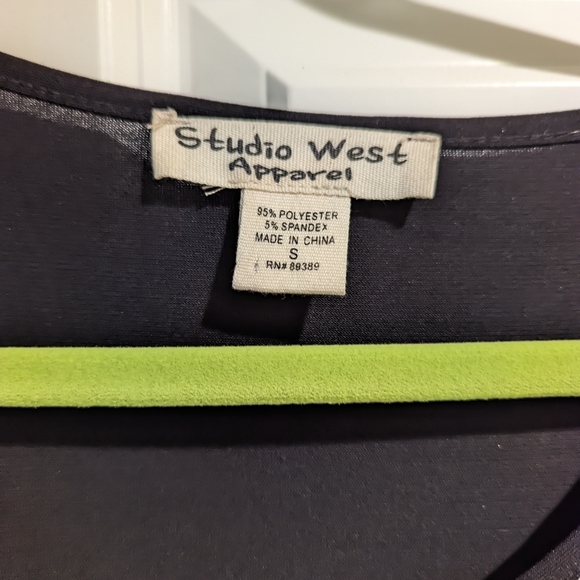 Studio West
Apparel
95% POLYESTER
5% SPANDEX
MADE IN CHINA
S
RN# 89389